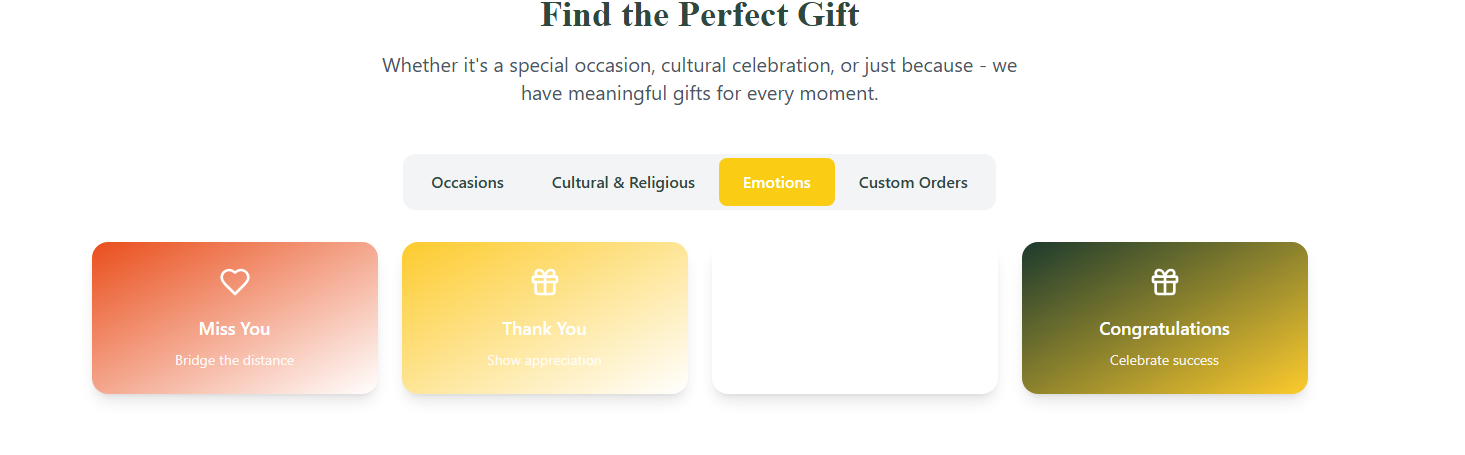 Find the Perfect Gift
Whether it's a special occasion, cultural celebration, or just because - we
have meaningful gifts for every moment.
Occasions
Cultural & Religious
Emotions
Custom Orders
Miss You
Bridge the distance
Thank You
Show appreciation
Congratulations
Celebrate success